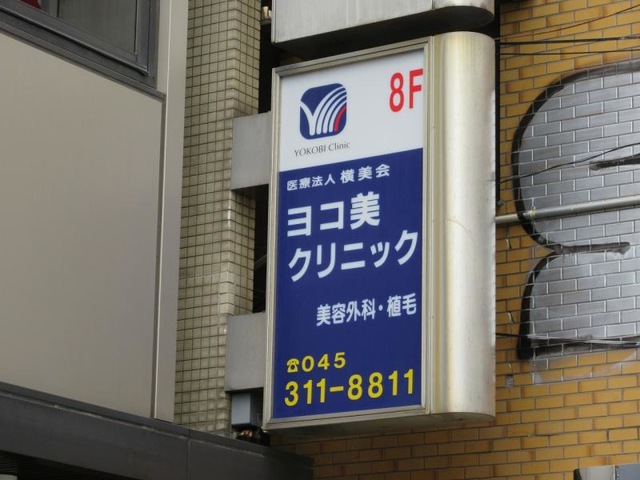 8F
YOKOBI Clinic
医療法人 横美会
ヨコ美
クリニック
美容外科・植毛
☎045
311-8811